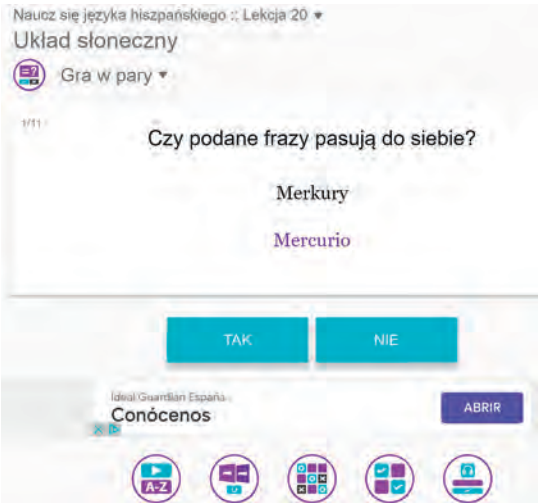 Naucz się języka hiszpańskiego :: Lekcja 20
Układ słoneczny
=?
Gra w pary
1/11
Czy podane frazy pasują do siebie?
Merkury
Mercurio
TAK
NIE
Ideal Guardian España
Conócenos
ABRIR
A-Z